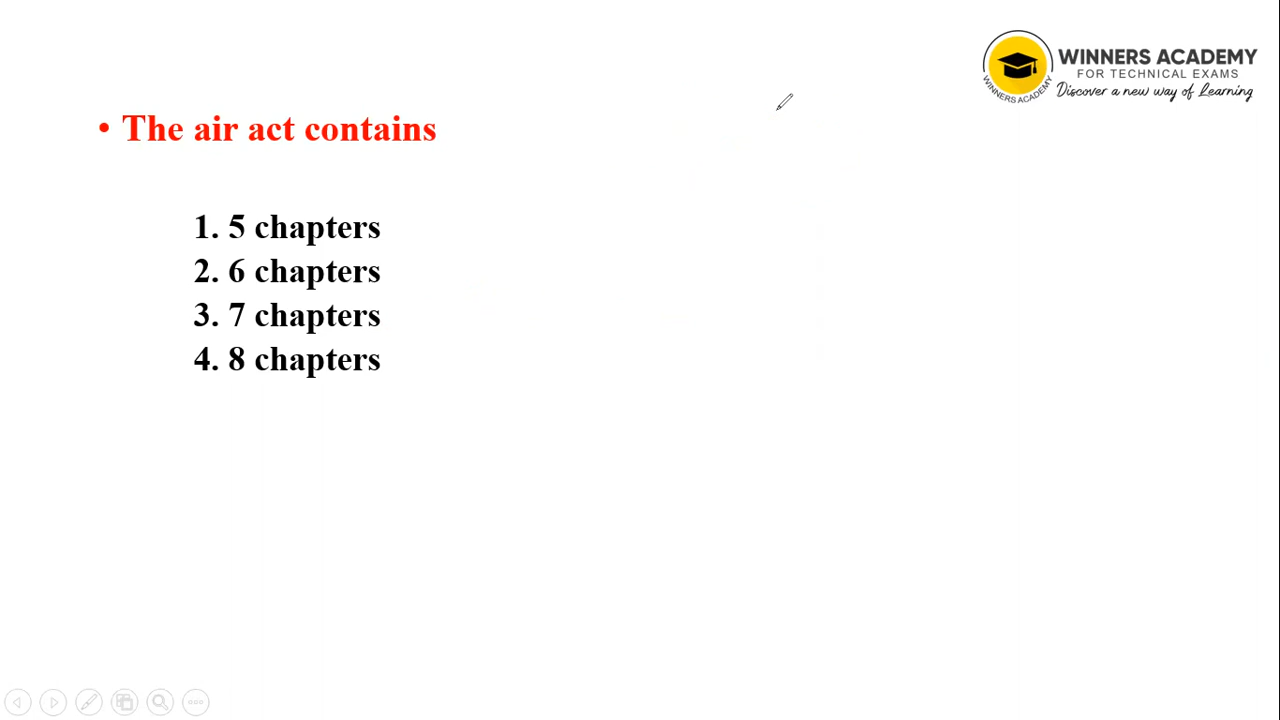 WINNERS ACADEMY
FOR TECHNICAL EXAMS
Discover a new way of Learning
WINNERS ACADEMY
• The air act contains
1. 5 chapters
2. 6 chapters
3. 7 chapters
4. 8 chapters